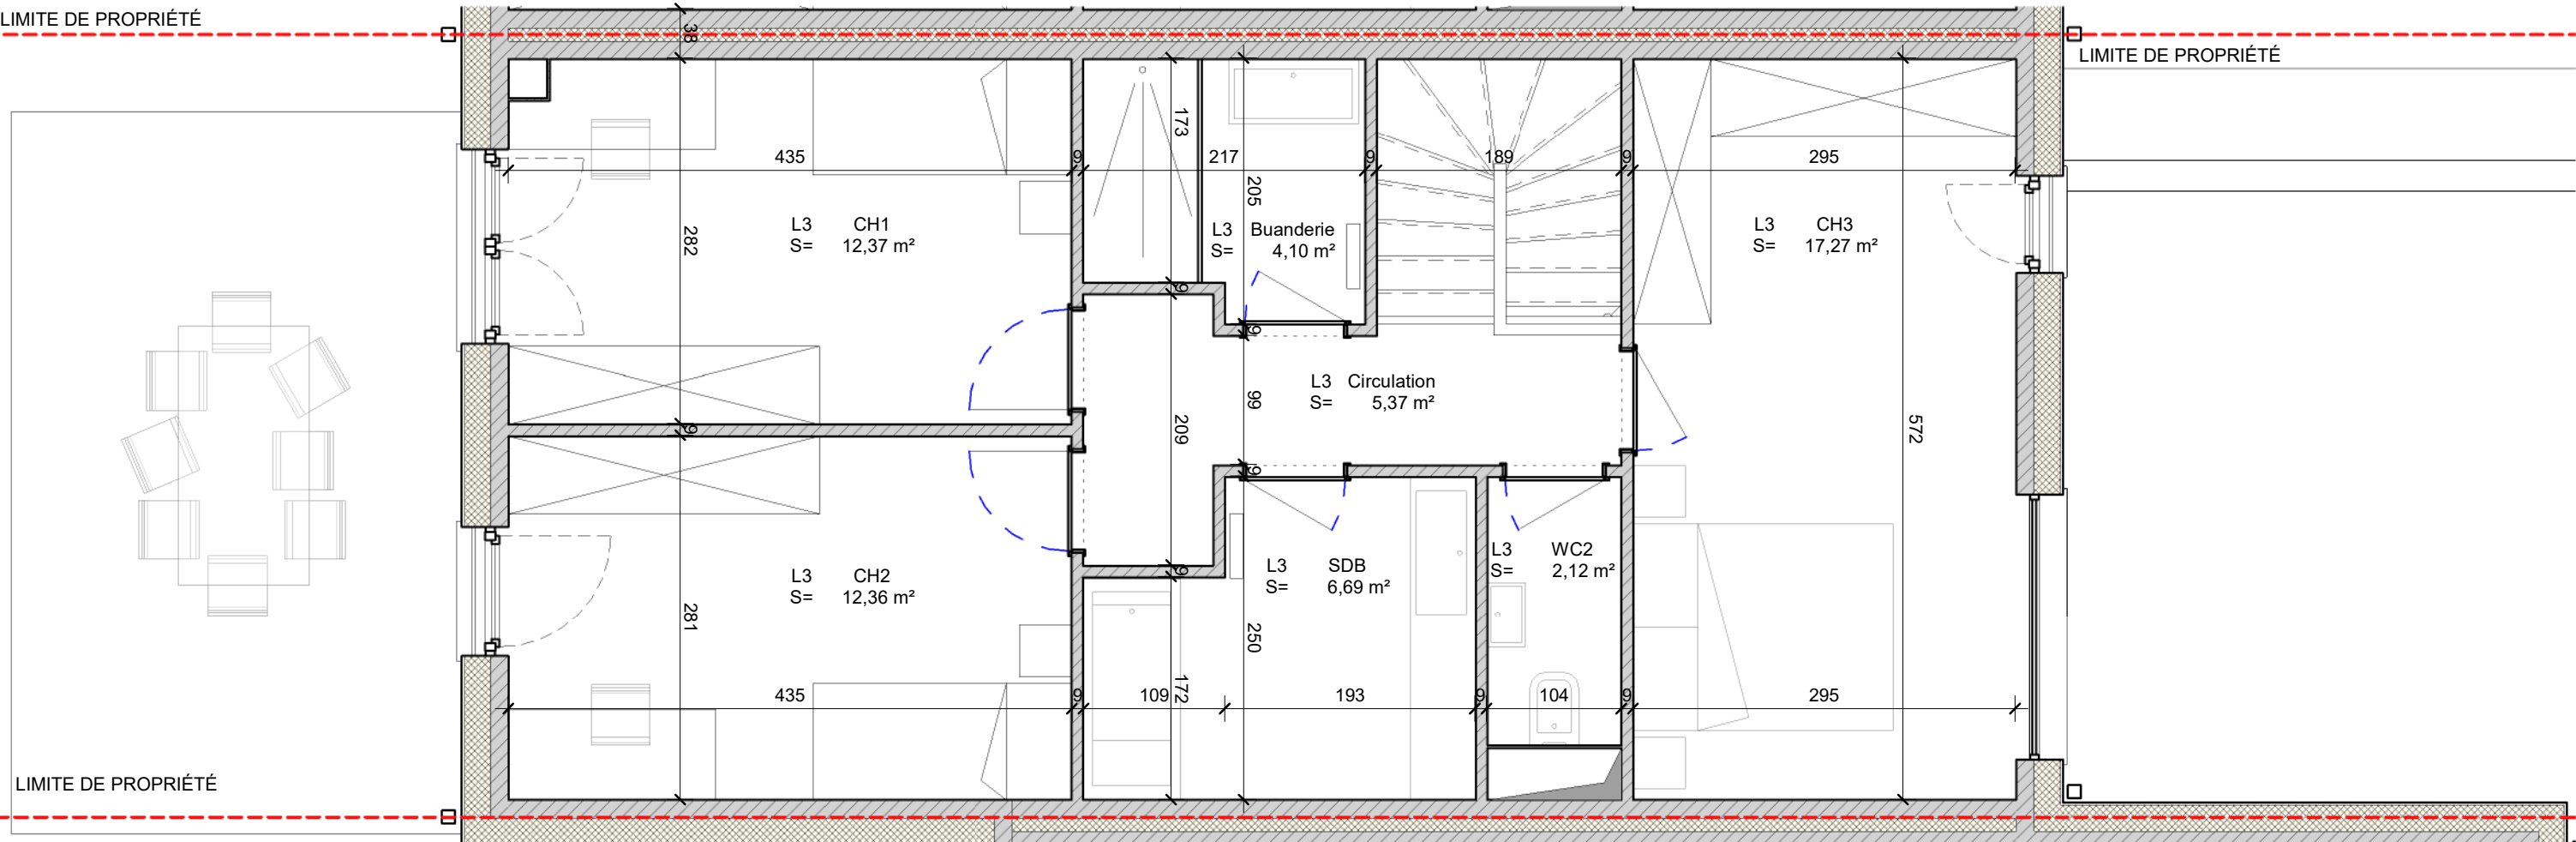 LIMITE DE PROPRIÉTÉ
38
LIMITE DE PROPRIÉTÉ
173
435
9
217
9
189
9
295
205
282
L3 CH1
S= 12,37 m²
L3 Buanderie
S= 4,10 m²
L3 CH3
S= 17,27 m²
9
9
L3 Circulation
S= 5,37 m²
99
209
572
9
9
L3 WC2
S= 2,12 m²
L3 SDB
S= 6,69 m²
L3 CH2
S= 12,36 m²
9
281
250
172
435
9
109
193
9
104
9
295
LIMITE DE PROPRIÉTÉ